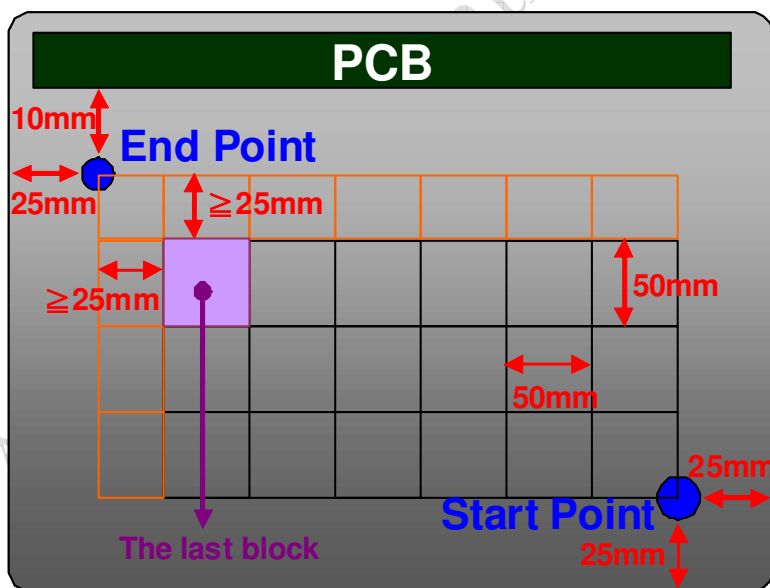 PCB
10mm
End Point
25mm
≧25mm
≧25mm
50mm
50mm
25mm
Start Point
25mm
The last block